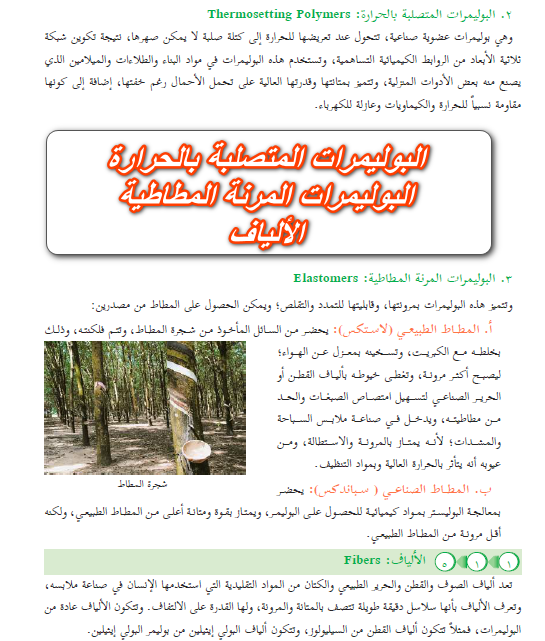 ٢. البوليمرات المتصلبة بالحرارة: Thermosetting Polymers
وهي بوليمرات عضوية صناعية، تتحول عند تعريضها للحرارة إلى كتلة صلبة لا يمكن صهرها، نتيجة تكوين شبكة
ثلاثية الأبعاد من الروابط الكيميائية التساهمية، وتستخدم هذه البوليمرات في مواد البناء والطلاءات والميلامين الذي
يصنع منه بعض الأدوات المنزلية، وتتميز بمتانتها وقدرتها العالية على تحمل الأحمال رغم خفتها، إضافة إلى كونها
مقاومة نسبياً للحرارة والكيماويات وعازلة للكهرباء.
البوليمرات المتصلبة بالحرارة
البوليمرات المرنة المطاطية
الألياف
٣. البوليمرات المرنة المطاطية: Elastomers
وتتميز هذه البوليمرات بمرونتها، وقابليتها للتمدد والتقلص؛ ويمكن الحصول على المطاط من مصدرين:
أ. المطاط الطبيعي (لاستكس): يحضر من السائل المأخوذ من شجرة المطاط، وتتم فلكنته، وذلك
بخلطه مع الكبريت، وتسخينه بمعزل عن الهواء؛
ليصبح أكثر مرونة، وتغطى خيوطه بألياف القطن أو
الحرير الصناعي لتسهيل امتصاص الصبغات والحد
من مطاطيته، ويدخل في صناعة ملابس السباحة
والمشدات؛ لأنه يمتاز بالمرونة والاستطالة، ومن
عيوبه أنه يتأثر بالحرارة العالية وبمواد التنظيف.
شجرة المطاط
ب. المطاط الصناعي ( سباندكس): يحضر
بمعالجة البوليستر بمواد كيميائية للحصول على البوليمر، ويمتاز بقوة ومتانة أعلى من المطاط الطبيعي، ولكنه
أقل مرونة من المطاط الطبيعي.
١ ١ ٥ الألياف: Fibers
تعد ألياف الصوف والقطن والحرير الطبيعي والكتان من المواد التقليدية التي استخدمها الإنسان في صناعة ملابسه،
وتعرف الألياف بأنها سلاسل دقيقة طويلة تتصف بالمتانة والمرونة، ولها القدرة على الالتفاف. وتتكون الألياف عادة من
البوليمرات، فمثلاً تتكون ألياف القطن من السيليولوز، وتتكون ألياف البولي إيثيلين من بوليمر البولي إيثيلين.